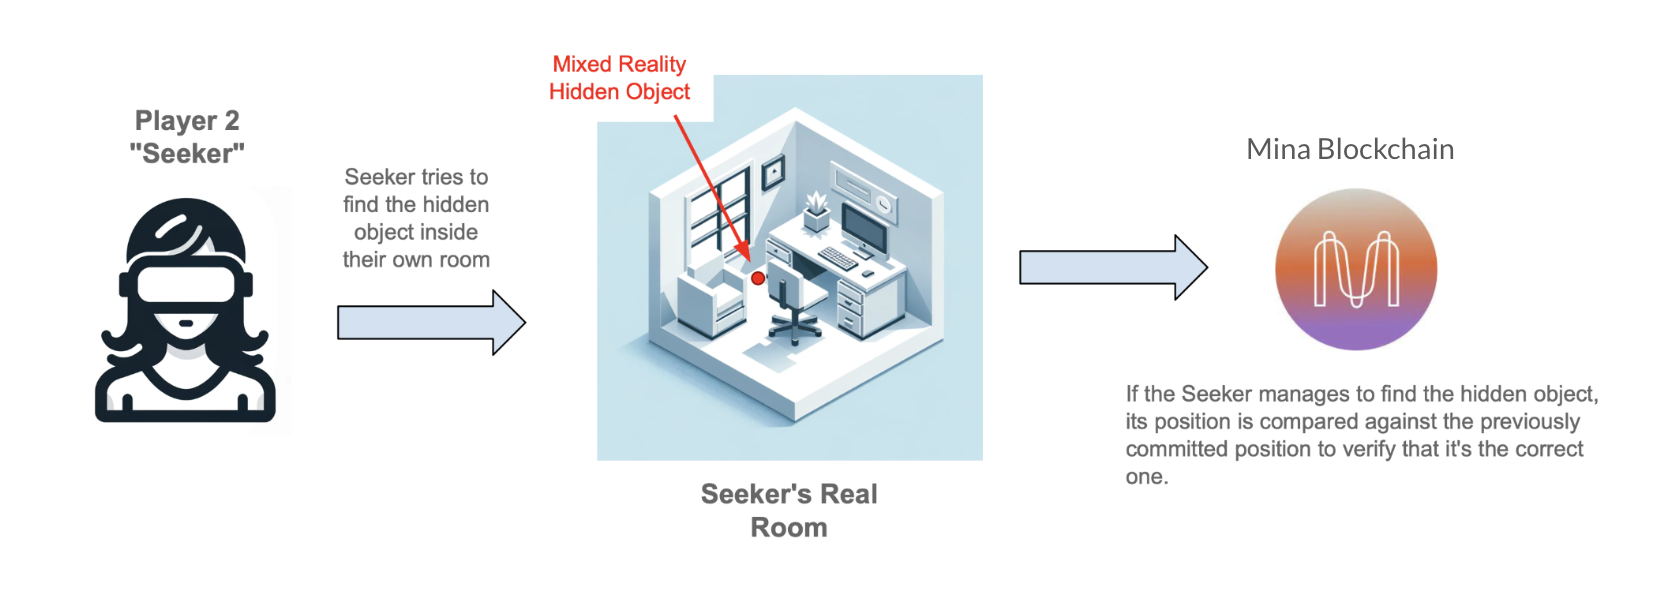 Mixed Reality
Hidden Object
Player 2
"Seeker"
Seeker tries to
find the hidden
object inside
their own room
Seeker's Real
Room
Mina Blockchain
If the Seeker manages to find the hidden object,
its position is compared against the previously
committed position to verify that it's the correct
one.